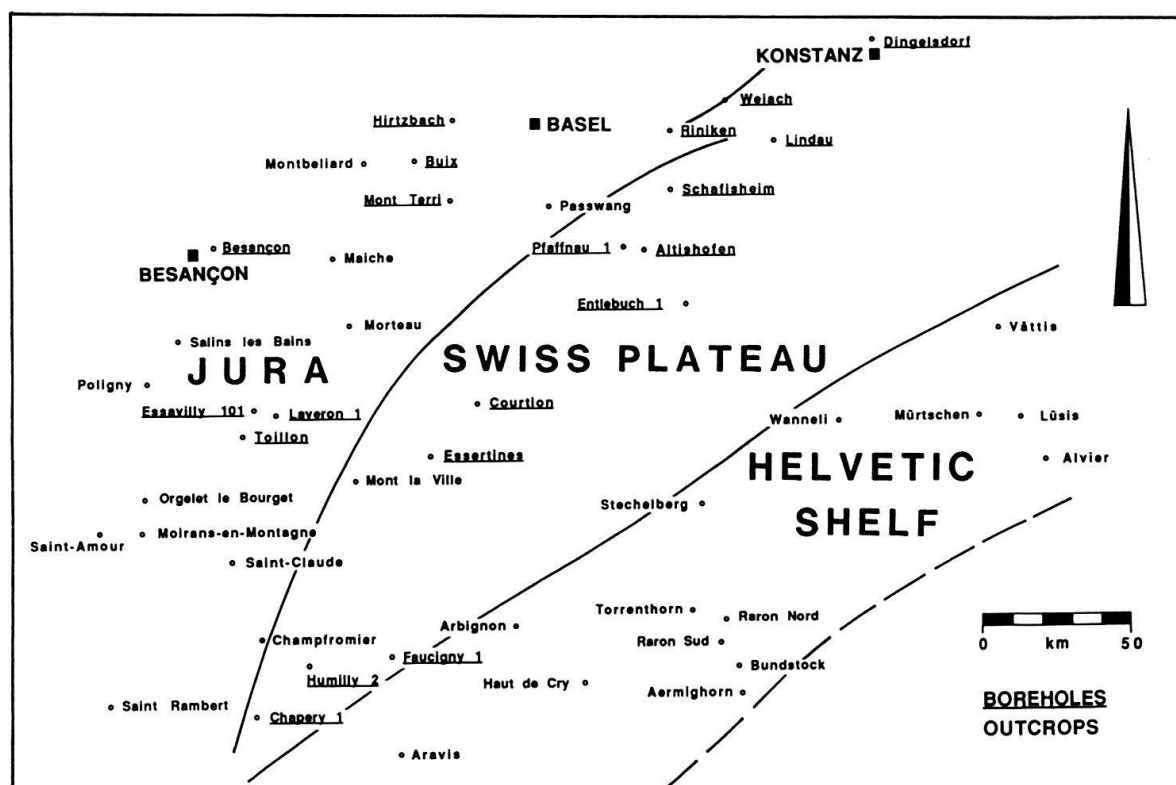 Dingelsdorf
KONSTANZ
Weiach
Hirtzbach
BASEL
Riniken
Lindau
Montbeliard
Buix
Schafisheim
Mont Terri
Passwang
Besançon
Pfaffnau 1
Altishofen
BESANÇON
Maiche
Entlebuch 1
Morteau
Vättis
Salins les Bains
SWISS PLATEAU
JURA
Poligny
Essavilly 101
Laveron 1
Courtion
Wanneli
Mürtschen
Lüsis
Toillon
Essertines
HELVETIC
Alvier
Mont la Ville
Orgelet le Bourget
Stechelberg
SHELF
Moirans-en-Montagne
Saint-Amour
Saint-Claude
Torrenthorn
Raron Nord
Arbignon
Champfromier
Raron Sud
0 km 50
Faucigny 1
Bundstock
Humilly 2
Haut de Cry
Aermighorn
BOREHOLES
Saint Rambert
Chapery 1
OUTCROPS
Aravis